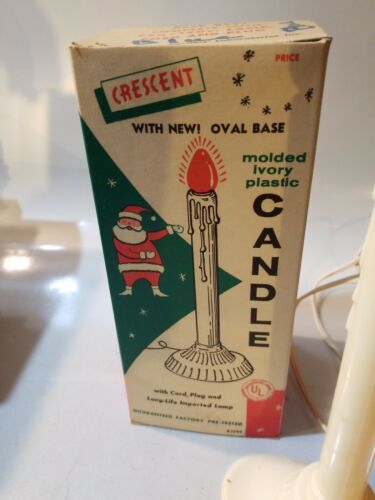 PRICE
CRESCENT
WITH NEW! OVAL BASE
molded
ivory
plastic
CANDLE
with Cord, Plug and
Long-Life Imported Lamp
UL
GUARANTEED FACTORY PRE-TESTED